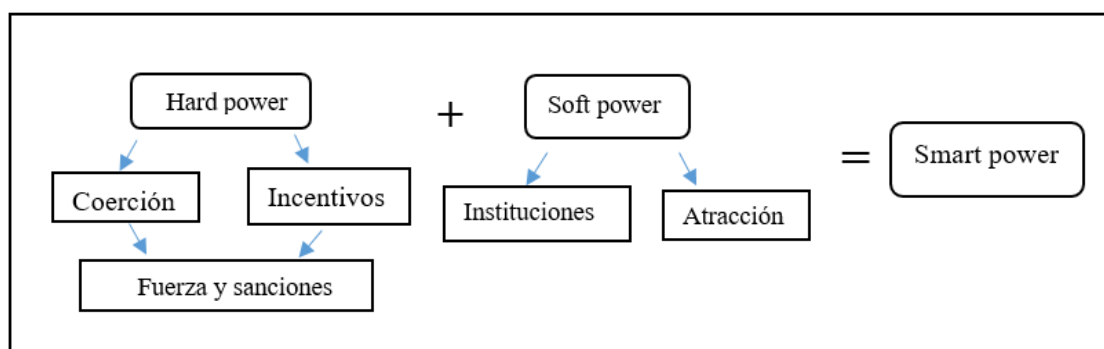 Hard power
+
Soft power
=
Smart power
Coerción
Incentivos
Instituciones
Atracción
Fuerza y sanciones